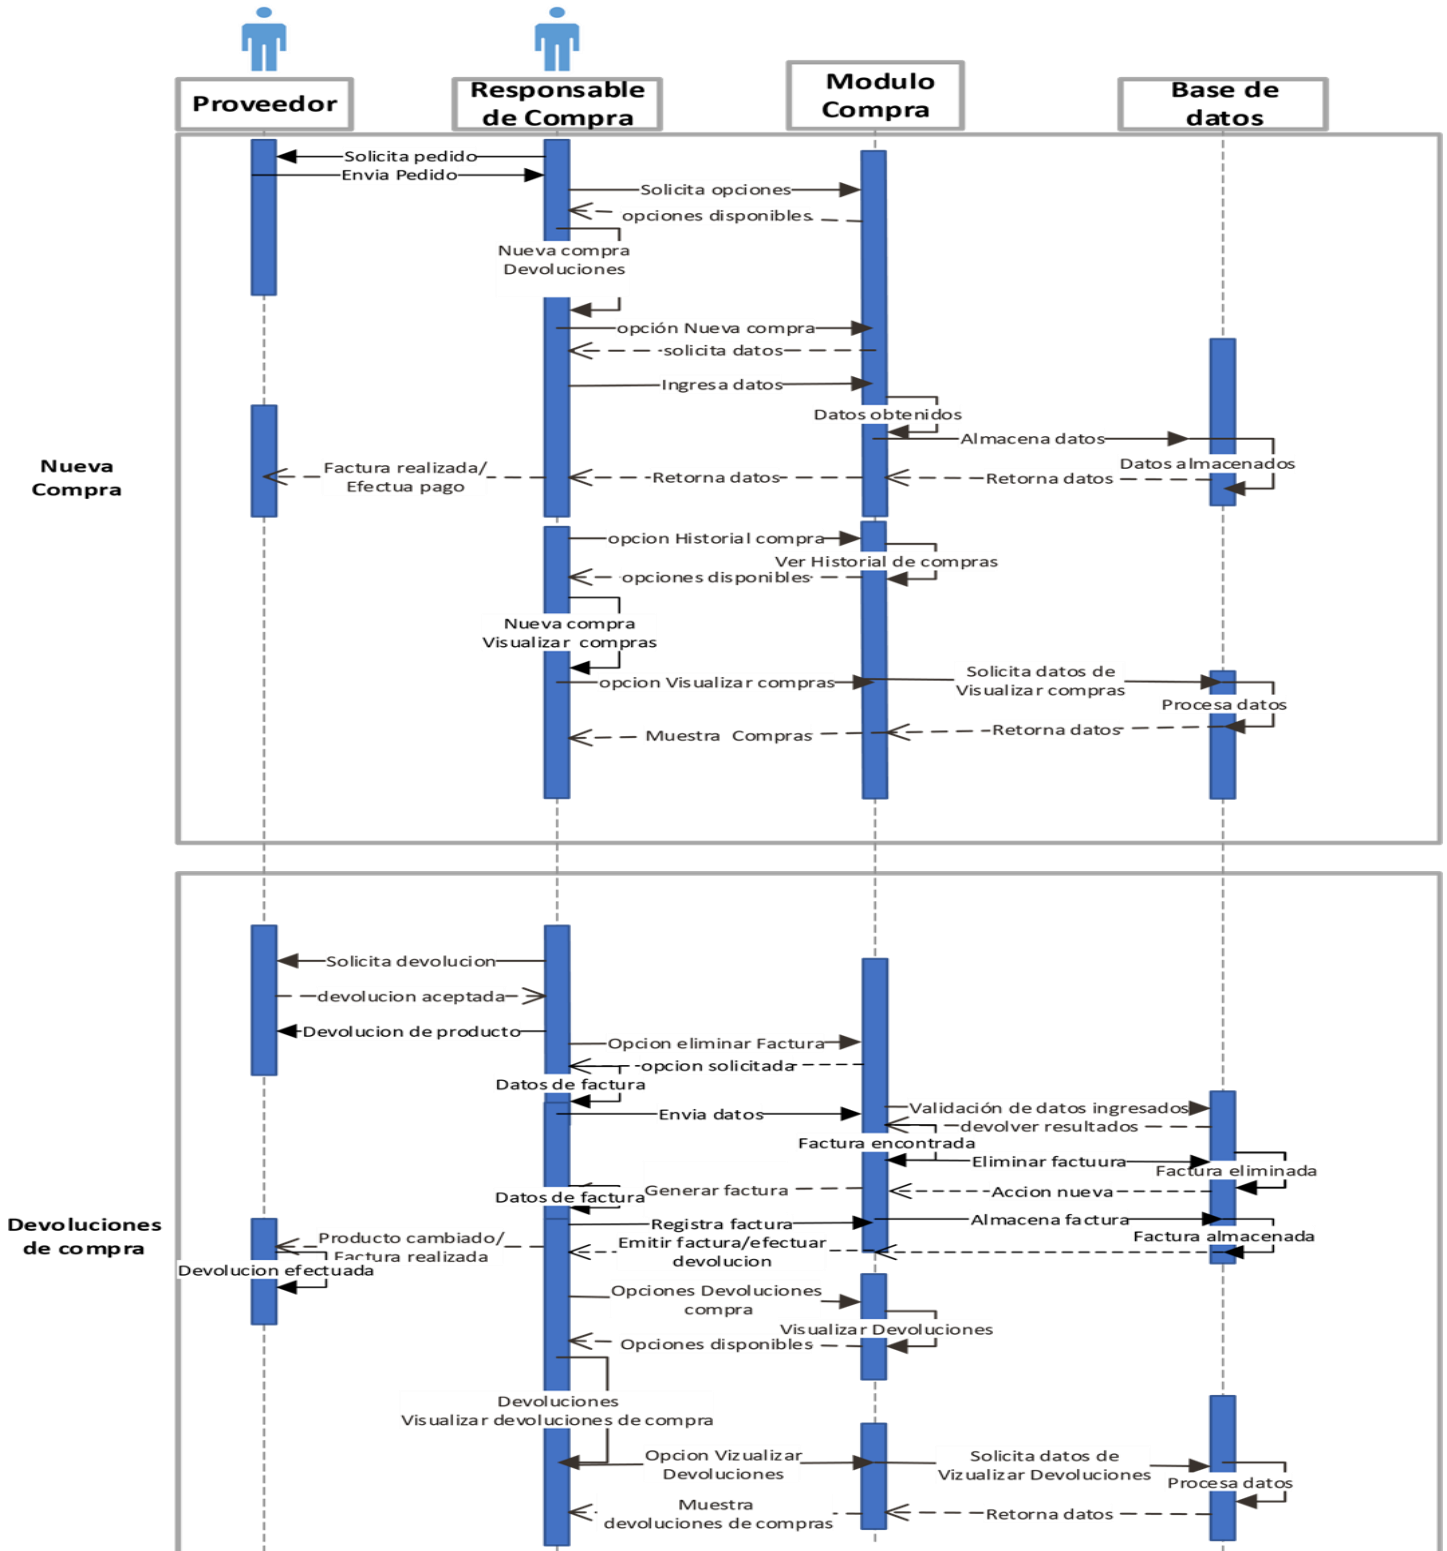 Proveedor
Responsable
de Compra
Modulo
Compra
Base de
datos
Solicita pedido
Envia Pedido
Solicita opciones
opciones disponibles
Nueva compra
Devoluciones
opción Nueva compra
solicita datos
Ingresa datos
Datos obtenidos
Almacena datos
Datos almacenados
Nueva
Compra
Factura realizada/
Efectua pago
Retorna datos
Retorna datos
opcion Historial compra
Ver Historial de compras
opciones disponibles
Nueva compra
Visualizar compras
opcion Visualizar compras
Solicita datos de
Visualizar compras
Procesa datos
Retorna datos
Muestra Compras
Solicita devolucion
devolucion aceptada
Devolucion de producto
Opcion eliminar Factura
opcion solicitada
Datos de factura
Envia datos
Validación de datos ingresados
devolver resultados
Factura encontrada
Eliminar factuura
Factura eliminada
Generar factura
Accion nueva
Datos de factura
Devoluciones
de compra
Registra factura
Almacena factura
Factura almacenada
Producto cambiado/
Factura realizada
Emitir factura/efectuar
devolucion
Devolucion efectuada
Opciones Devoluciones
compra
Visualizar Devoluciones
Opciones disponibles
Devoluciones
Visualizar devoluciones de compra
Opcion Vizualizar
Devoluciones
Solicita datos de
Vizualizar Devoluciones
Procesa datos
Muestra
devoluciones de compras
Retorna datos